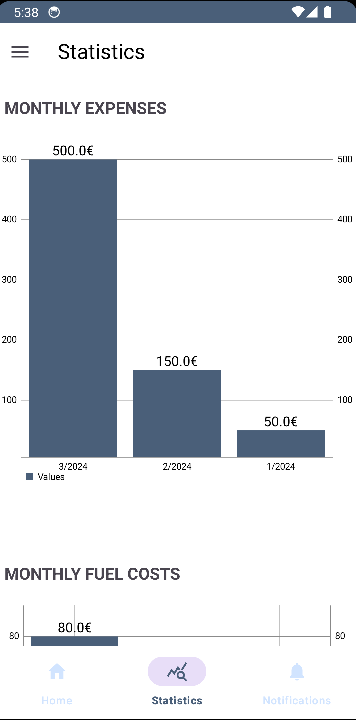 5:38
Statistics
MONTHLY EXPENSES
500.0€
500 500
400 400
300 300
200 200
150.0€
100 100
50.0€
3/2024 2/2024 1/2024
Values
MONTHLY FUEL COSTS
80.0€
80 80
Home Statistics Notifications